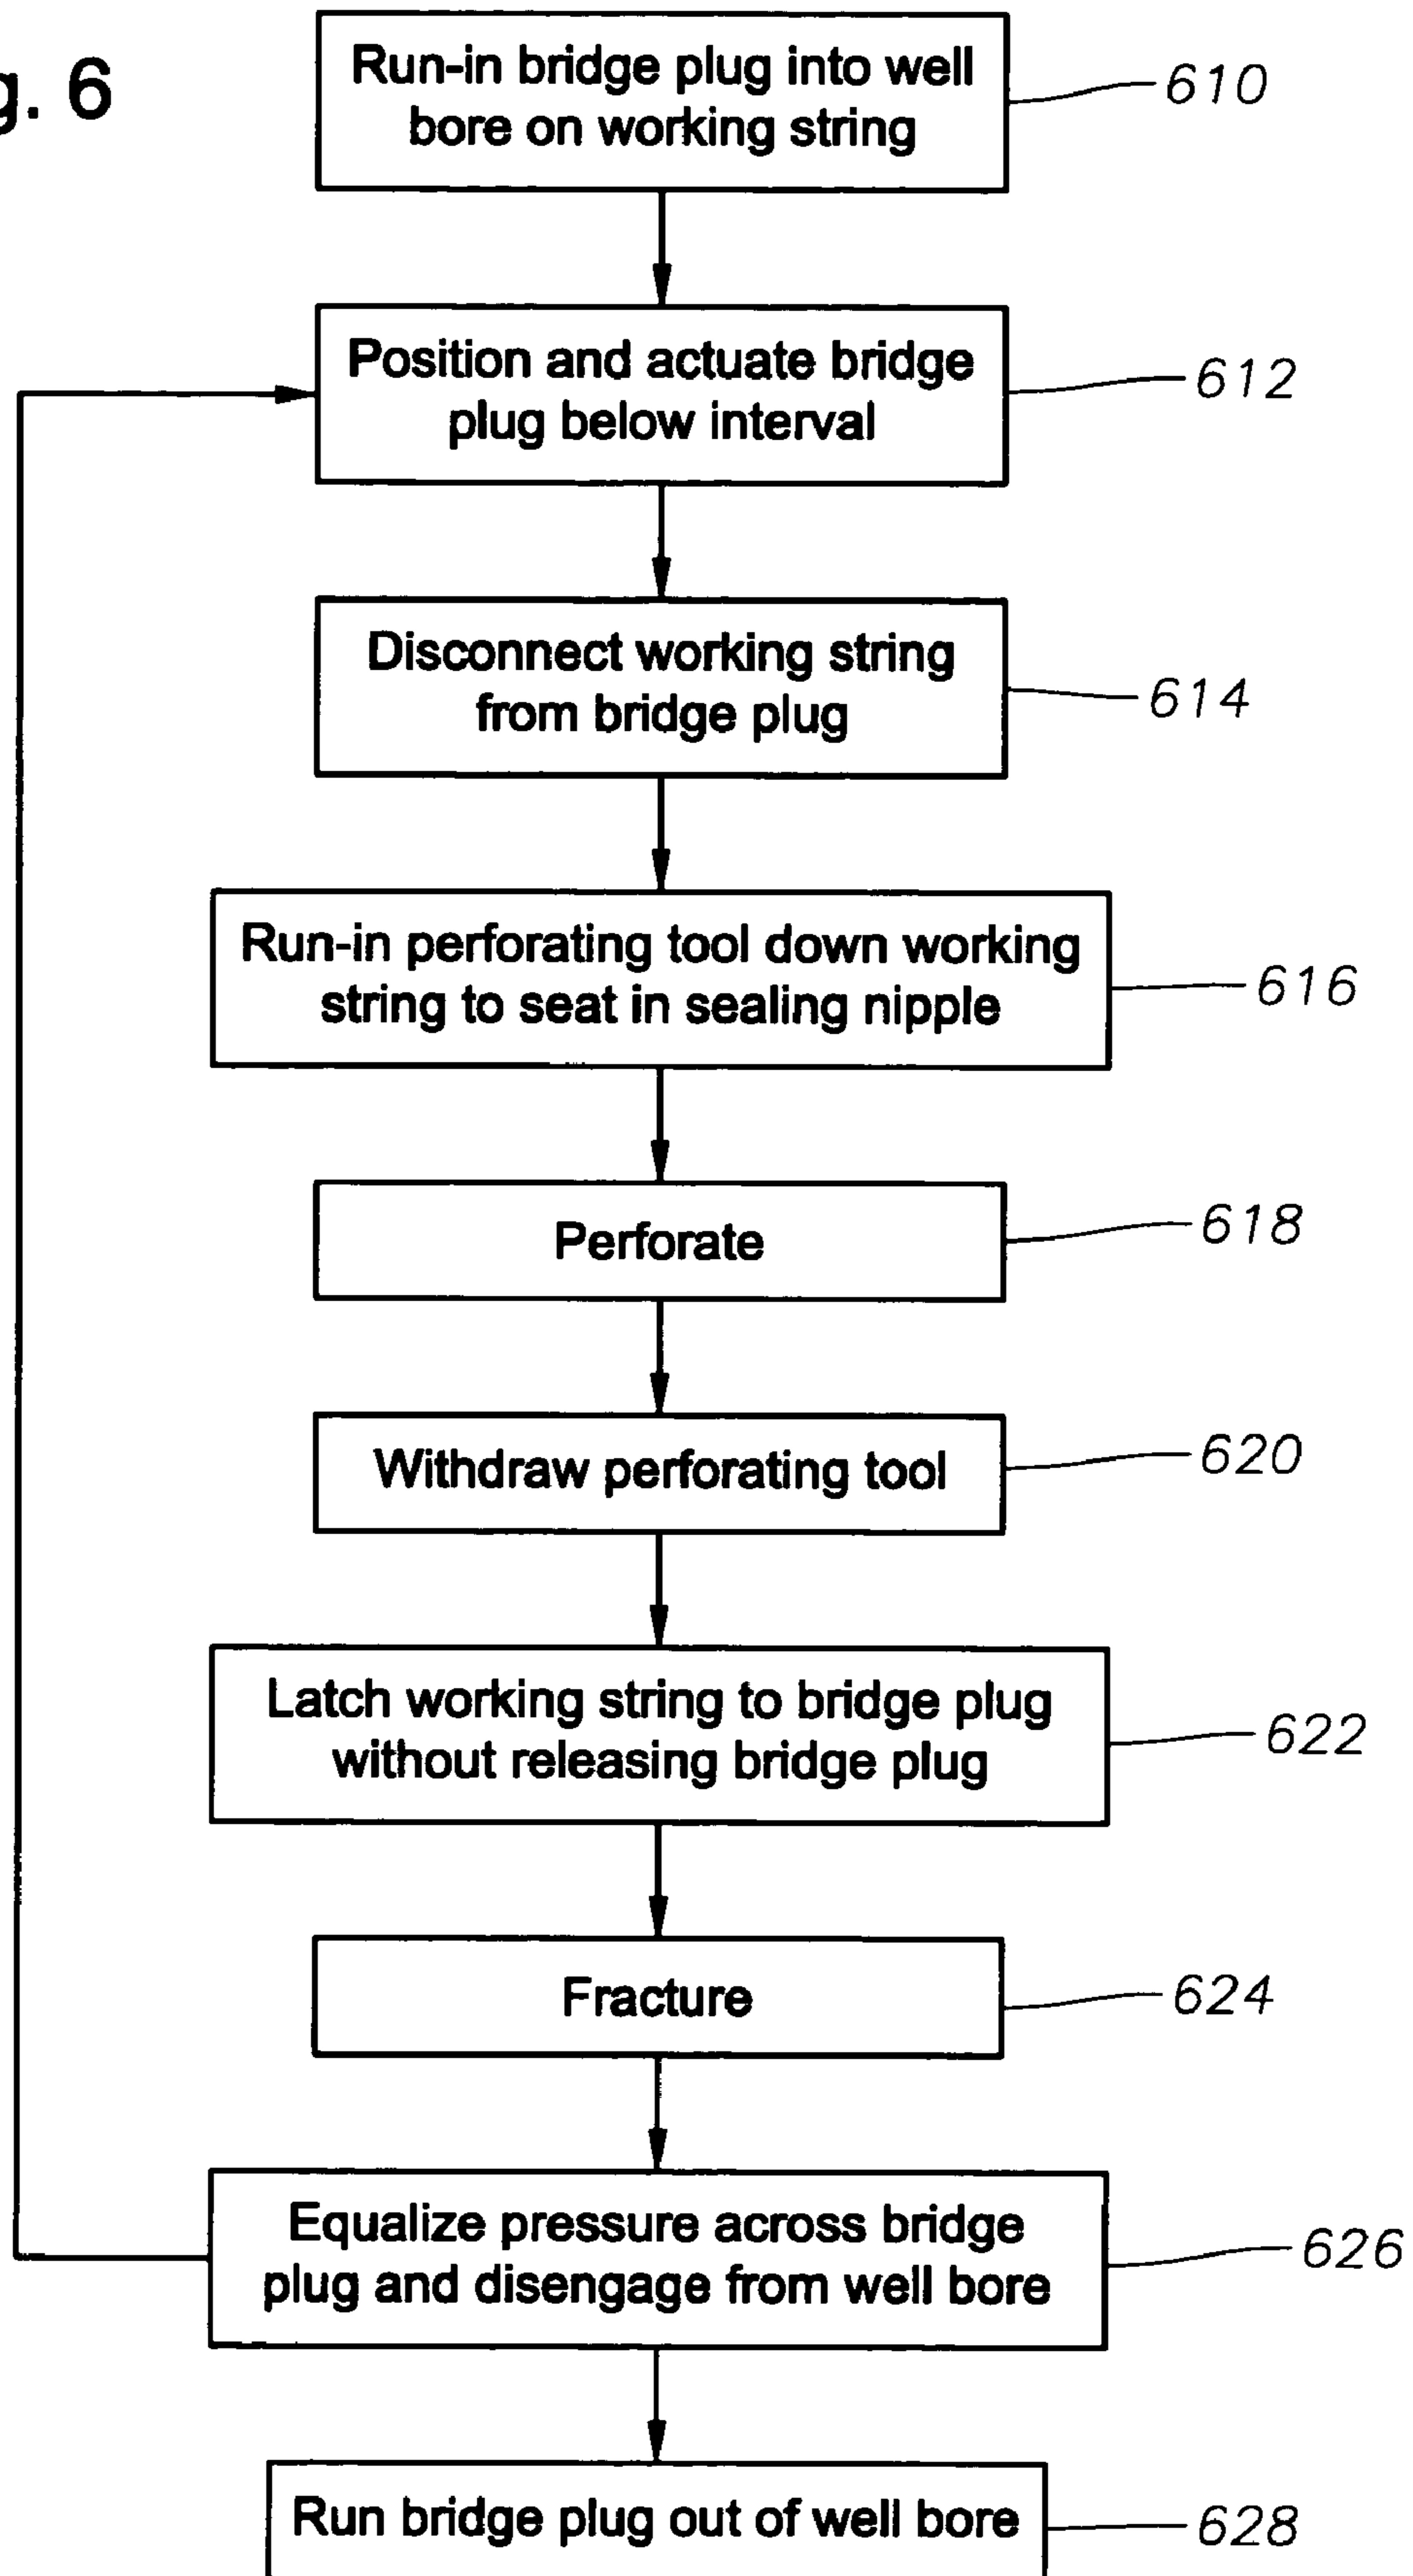 g. 6
Run-in bridge plug into well
bore on working string
610
Position and actuate bridge
plug below interval
612
Disconnect working string
from bridge plug
614
Run-in perforating tool down working
string to seat in sealing nipple
616
Perforate
618
Withdraw perforating tool
620
Latch working string to bridge plug
without releasing bridge plug
622
Fracture
624
Equalize pressure across bridge
plug and disengage from well bore
626
Run bridge plug out of well bore
628